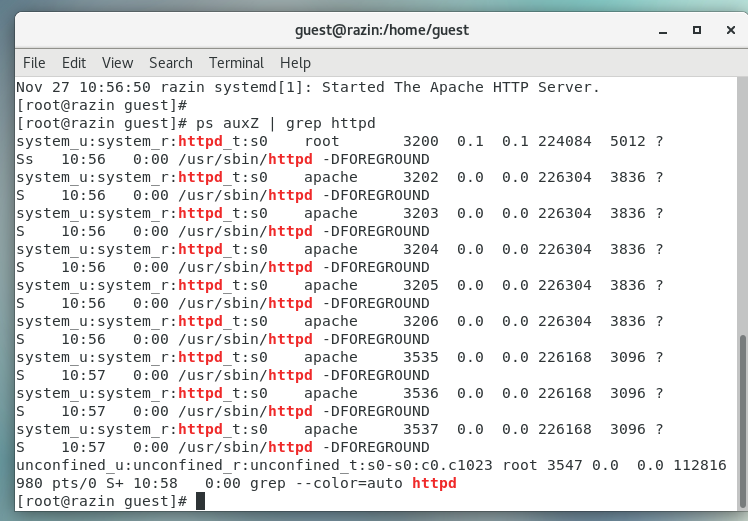 guest@razin:/home/guest
File Edit View Search Terminal Help
Nov 27 10:56:50 razin systemd[1]: Started The Apache HTTP Server.
[root@razin guest]#
[root@razin guest]# ps auxZ | grep httpd
system_u:system_r:httpd_t:s0    root       3200  0.1  0.1 224084  5012 ?
Ss   10:56   0:00 /usr/sbin/httpd -DFOREGROUND
system_u:system_r:httpd_t:s0    apache     3202  0.0  0.0 226304  3836 ?
S    10:56   0:00 /usr/sbin/httpd -DFOREGROUND
system_u:system_r:httpd_t:s0    apache     3203  0.0  0.0 226304  3836 ?
S    10:56   0:00 /usr/sbin/httpd -DFOREGROUND
system_u:system_r:httpd_t:s0    apache     3204  0.0  0.0 226304  3836 ?
S    10:56   0:00 /usr/sbin/httpd -DFOREGROUND
system_u:system_r:httpd_t:s0    apache     3205  0.0  0.0 226304  3836 ?
S    10:56   0:00 /usr/sbin/httpd -DFOREGROUND
system_u:system_r:httpd_t:s0    apache     3206  0.0  0.0 226304  3836 ?
S    10:56   0:00 /usr/sbin/httpd -DFOREGROUND
system_u:system_r:httpd_t:s0    apache     3535  0.0  0.0 226168  3096 ?
S    10:57   0:00 /usr/sbin/httpd -DFOREGROUND
system_u:system_r:httpd_t:s0    apache     3536  0.0  0.0 226168  3096 ?
S    10:57   0:00 /usr/sbin/httpd -DFOREGROUND
system_u:system_r:httpd_t:s0    apache     3537  0.0  0.0 226168  3096 ?
S    10:57   0:00 /usr/sbin/httpd -DFOREGROUND
unconfined_u:unconfined_r:unconfined_t:s0-s0:c0.c1023 root 3547 0.0  0.0 112816
980 pts/0 S+ 10:58   0:00 grep --color=auto httpd
[root@razin guest]#